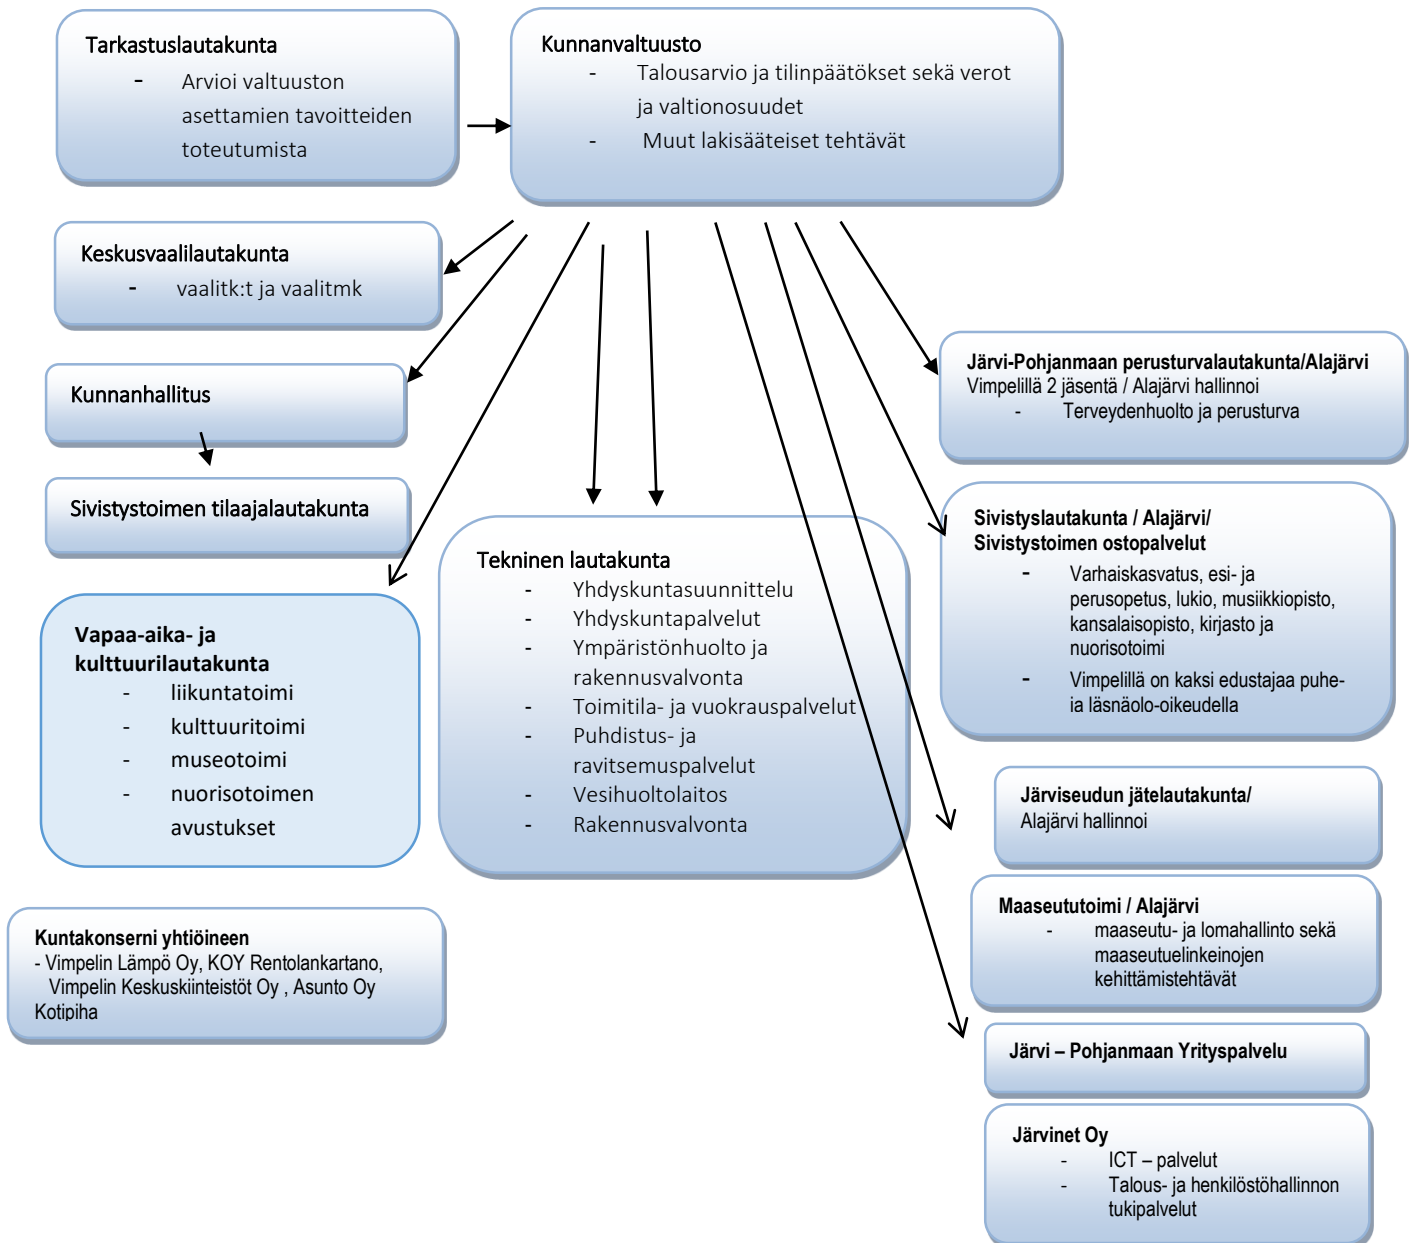 Tarkastuslautakunta
- Arvioi valtuuston
asettamien tavoitteiden
toteutumista
Kunnanvaltuusto
- Talousarvio ja tilinpäätökset sekä verot
ja valtionosuudet
- Muut lakisääteiset tehtävät
Keskusvaalilautakunta
- vaalitk:t ja vaalitmk
Kunnanhallitus
Sivistystoimen tilaajalautakunta
Vapaa-aika- ja
kulttuurilautakunta
- liikuntatoimi
- kulttuuritoimi
- museotoimi
- nuorisotoimen
avustukset
Kuntakonserni yhtiöineen
- Vimpelin Lämpö Oy, KOY Rentolankartano,
Vimpelin Keskuskiinteistöt Oy , Asunto Oy
Kotipiha
Tekninen lautakunta
- Yhdyskuntasuunnittelu
- Yhdyskuntapalvelut
- Ympäristönhuolto ja
rakennusvalvonta
- Toimitila- ja vuokrauspalvelut
- Puhdistus- ja
ravitsemuspalvelut
- Vesihuoltolaitos
- Rakennusvalvonta
Järvi-Pohjanmaan perusturvalautakunta/Alajärvi
Vimpelillä 2 jäsentä / Alajärvi hallinnoi
- Terveydenhuolto ja perusturva
Sivistyslautakunta / Alajärvi/
Sivistystoimen ostopalvelut
- Varhaiskasvatus, esi- ja
perusopetus, lukio, musiikkiopisto,
kansalaisopisto, kirjasto ja
nuorisotoimi
- Vimpelillä on kaksi edustajaa puhe-
ja läsnäolo-oikeudella
Järviseudun jätelautakunta/
Alajärvi hallinnoi
Maaseututoimi / Alajärvi
- maaseutu- ja lomahallinto sekä
maaseutuelinkeinojen
kehittämistehtävät
Järvi – Pohjanmaan Yrityspalvelu
Järvinet Oy
- ICT – palvelut
- Talous- ja henkilöstöhallinnon
tukipalvelut